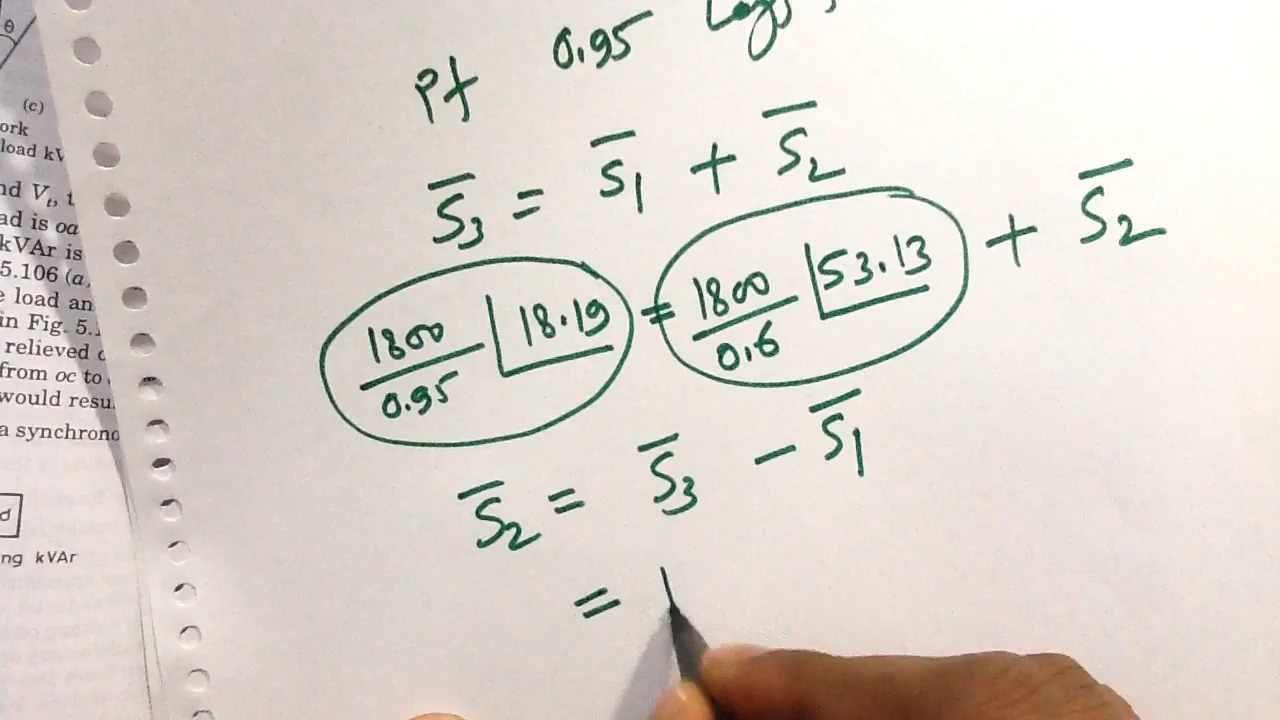 θ
(c)
ork
load kV
nd Vt, t
ad is oa
kVAr is
5.106 (a
e load an
in Fig. 5.
relieved
from oc to
would resu
a synchrono
d
ng kVAr
Pf 0.95 Lags
S̅3 = S̅1 + S̅2
1800/0.95 ∠18.19 = 1800/0.6 ∠53.13 + S̅2
S̅2 = S̅3 - S̅1
=